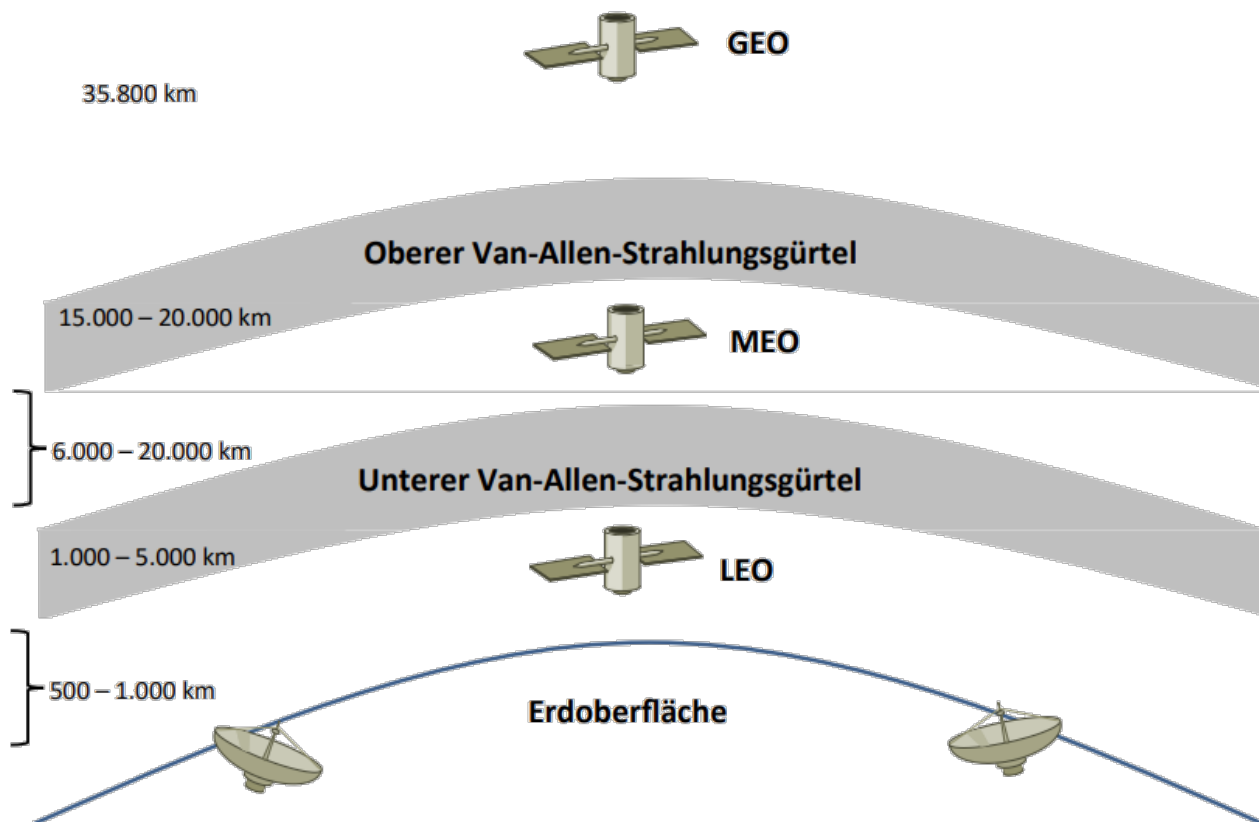 GEO
35.800 km
Oberer Van-Allen-Strahlungsgürtel
15.000 – 20.000 km
MEO
6.000 – 20.000 km
Unterer Van-Allen-Strahlungsgürtel
1.000 – 5.000 km
LEO
500 – 1.000 km
Erdoberfläche